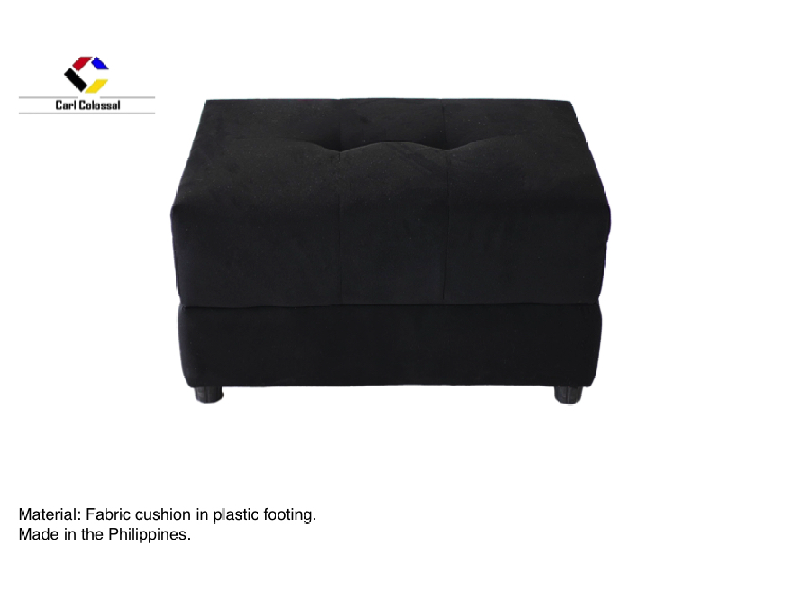 Carl Colossal
Material: Fabric cushion in plastic footing.
Made in the Philippines.